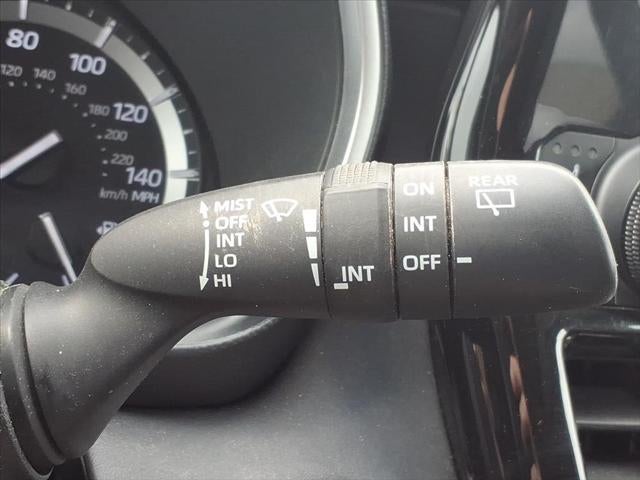 80
100
120
140
120 140 160
180
200
220
km/h MPH
MIST
OFF
INT
LO
HI
INT
ON
INT
OFF
REAR